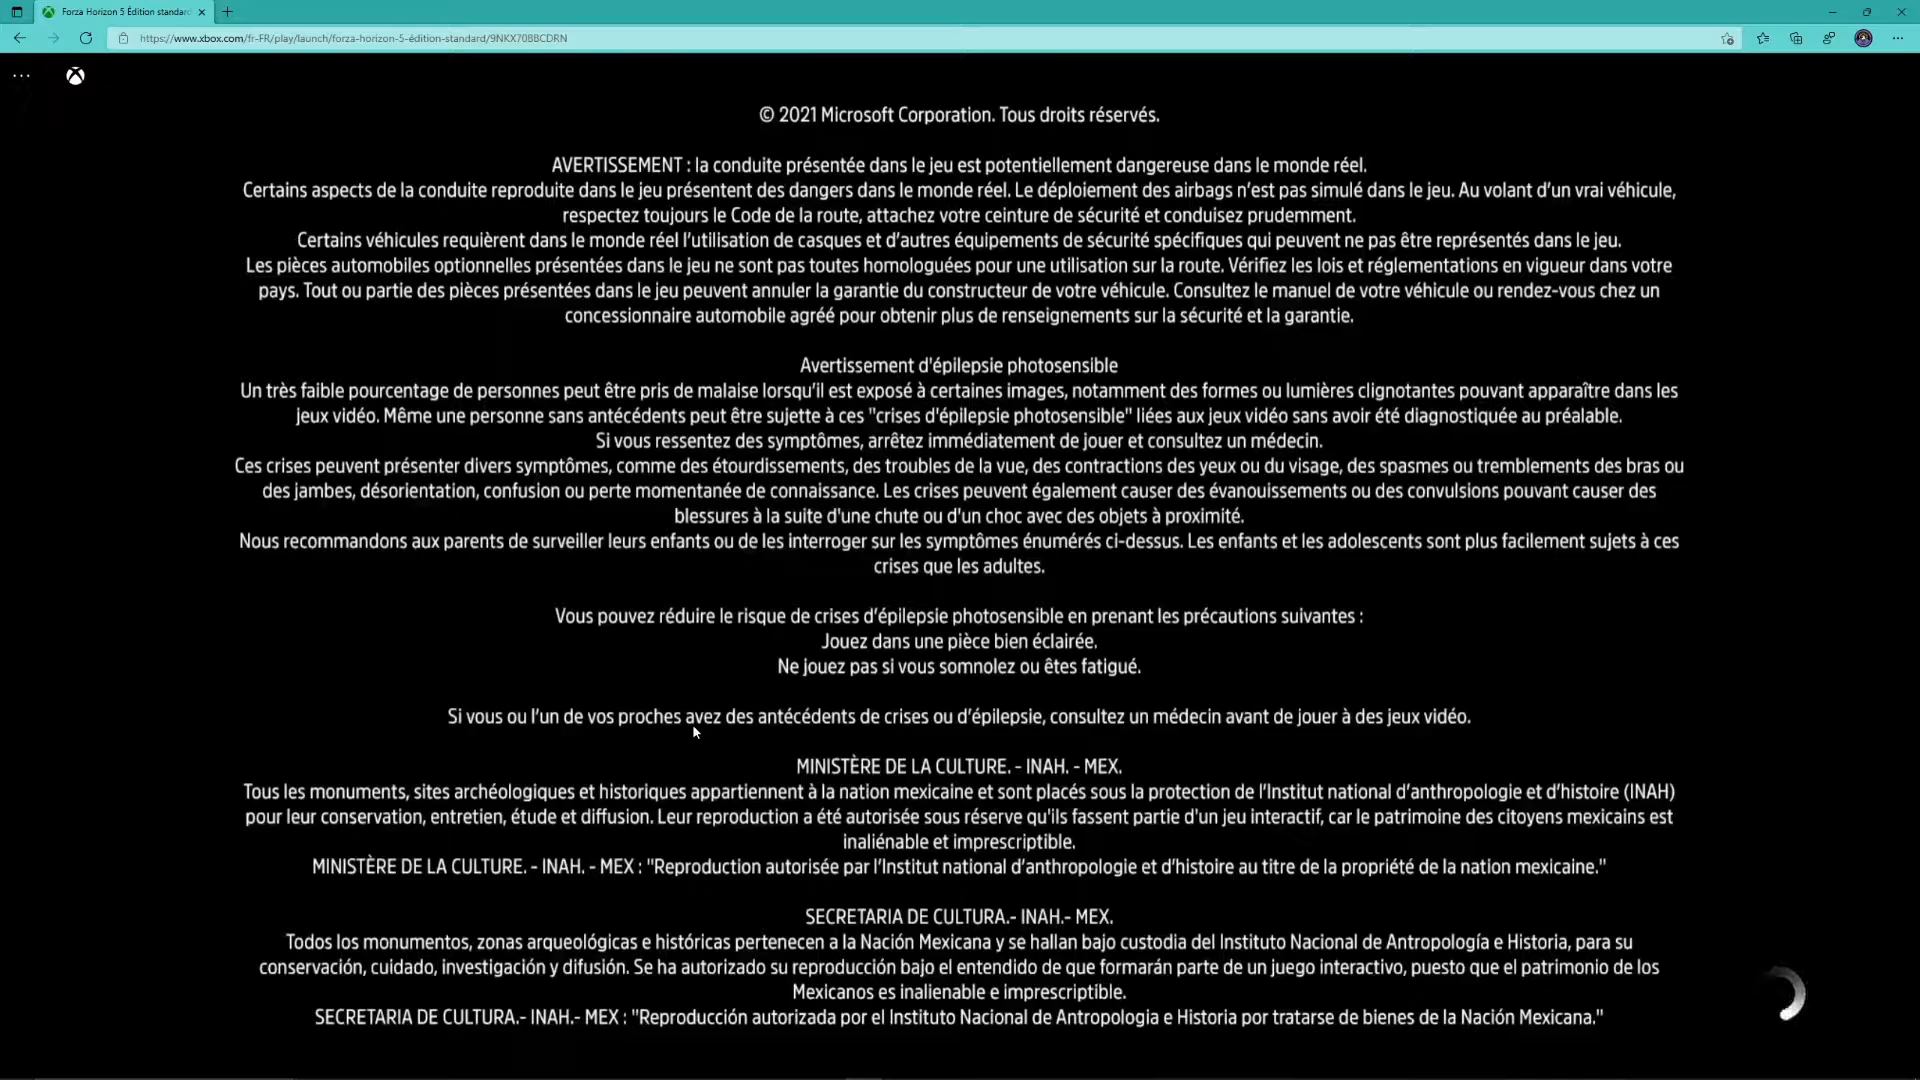 Forza Horizon 5 Édition standar
https://www.xbox.com/fr-FR/play/launch/forza-horizon-5-édition-standard/9NKX70BBCDRN
© 2021 Microsoft Corporation. Tous droits réservés.
AVERTISSEMENT : la conduite présentée dans le jeu est potentiellement dangereuse dans le monde réel.
Certains aspects de la conduite reproduite dans le jeu présentent des dangers dans le monde réel. Le déploiement des airbags n'est pas simulé dans le jeu. Au volant d'un vrai véhicule,
respectez toujours le Code de la route, attachez votre ceinture de sécurité et conduisez prudemment.
Certains véhicules requièrent dans le monde réel l'utilisation de casques et d'autres équipements de sécurité spécifiques qui peuvent ne pas être représentés dans le jeu.
Les pièces automobiles optionnelles présentées dans le jeu ne sont pas toutes homologuées pour une utilisation sur la route. Vérifiez les lois et réglementations en vigueur dans votre
pays. Tout ou partie des pièces présentées dans le jeu peuvent annuler la garantie du constructeur de votre véhicule. Consultez le manuel de votre véhicule ou rendez-vous chez un
concessionnaire automobile agréé pour obtenir plus de renseignements sur la sécurité et la garantie.
Avertissement d'épilepsie photosensible
Un très faible pourcentage de personnes peut être pris de malaise lorsqu'il est exposé à certaines images, notamment des formes ou lumières clignotantes pouvant apparaître dans les
jeux vidéo. Même une personne sans antécédents peut être sujette à ces "crises d'épilepsie photosensible" liées aux jeux vidéo sans avoir été diagnostiquée au préalable.
Si vous ressentez des symptômes, arrêtez immédiatement de jouer et consultez un médecin.
Ces crises peuvent présenter divers symptômes, comme des étourdissements, des troubles de la vue, des contractions des yeux ou du visage, des spasmes ou tremblements des bras ou
des jambes, désorientation, confusion ou perte momentanée de connaissance. Les crises peuvent également causer des évanouissements ou des convulsions pouvant causer des
blessures à la suite d'une chute ou d'un choc avec des objets à proximité.
Nous recommandons aux parents de surveiller leurs enfants ou de les interroger sur les symptômes énumérés ci-dessus. Les enfants et les adolescents sont plus facilement sujets à ces
crises que les adultes.
Vous pouvez réduire le risque de crises d'épilepsie photosensible en prenant les précautions suivantes :
Jouez dans une pièce bien éclairée.
Ne jouez pas si vous somnolez ou êtes fatigué.
Si vous ou l'un de vos proches avez des antécédents de crises ou d'épilepsie, consultez un médecin avant de jouer à des jeux vidéo.
MINISTÈRE DE LA CULTURE. - INAH. - MEX.
Tous les monuments, sites archéologiques et historiques appartiennent à la nation mexicaine et sont placés sous la protection de l'Institut national d'anthropologie et d'histoire (INAH)
pour leur conservation, entretien, étude et diffusion. Leur reproduction a été autorisée sous réserve qu'ils fassent partie d'un jeu interactif, car le patrimoine des citoyens mexicains est
inaliénable et imprescriptible.
MINISTÈRE DE LA CULTURE. - INAH. - MEX : "Reproduction autorisée par l'Institut national d'anthropologie et d'histoire au titre de la propriété de la nation mexicaine."
SECRETARIA DE CULTURA.- INAH.- MEX.
Todos los monumentos, zonas arqueológicas e históricas pertenecen a la Nación Mexicana y se hallan bajo custodia del Instituto Nacional de Antropología e Historia, para su
conservación, cuidado, investigación y difusión. Se ha autorizado su reproducción bajo el entendido de que formarán parte de un juego interactivo, puesto que el patrimonio de los
Mexicanos es inalienable e imprescriptible.
SECRETARIA DE CULTURA.- INAH.- MEX : "Reproducción autorizada por el Instituto Nacional de Antropologia e Historia por tratarse de bienes de la Nación Mexicana."